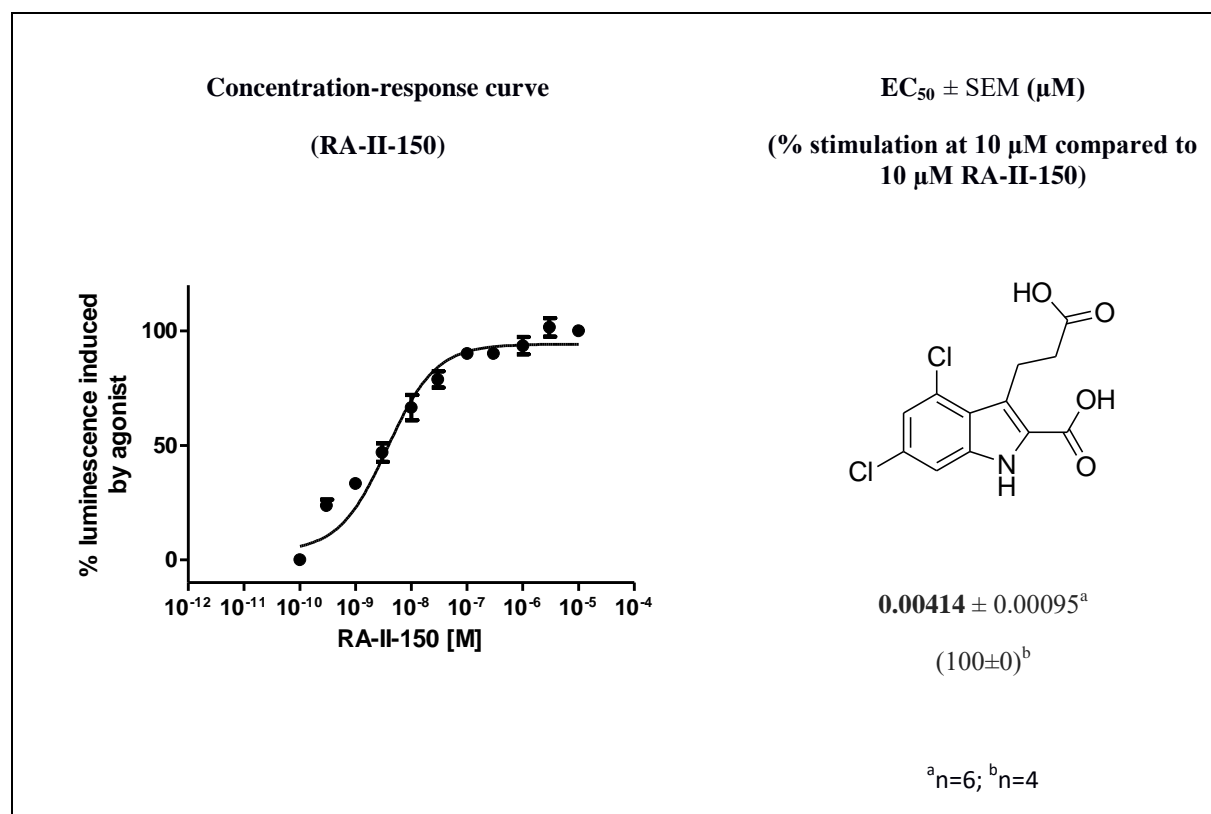 Concentration-response curve
(RA-II-150)
EC₅₀ ± SEM (µM)
(% stimulation at 10 µM compared to
10 µM RA-II-150)
% luminescence induced
by agonist
100
50
0
10⁻¹² 10⁻¹¹ 10⁻¹⁰ 10⁻⁹ 10⁻⁸ 10⁻⁷ 10⁻⁶ 10⁻⁵ 10⁻⁴
RA-II-150 [M]
HO
O
Cl
OH
Cl
N
H
O
0.00414 ± 0.00095ᵃ
(100±0)ᵇ
ᵃn=6; ᵇn=4